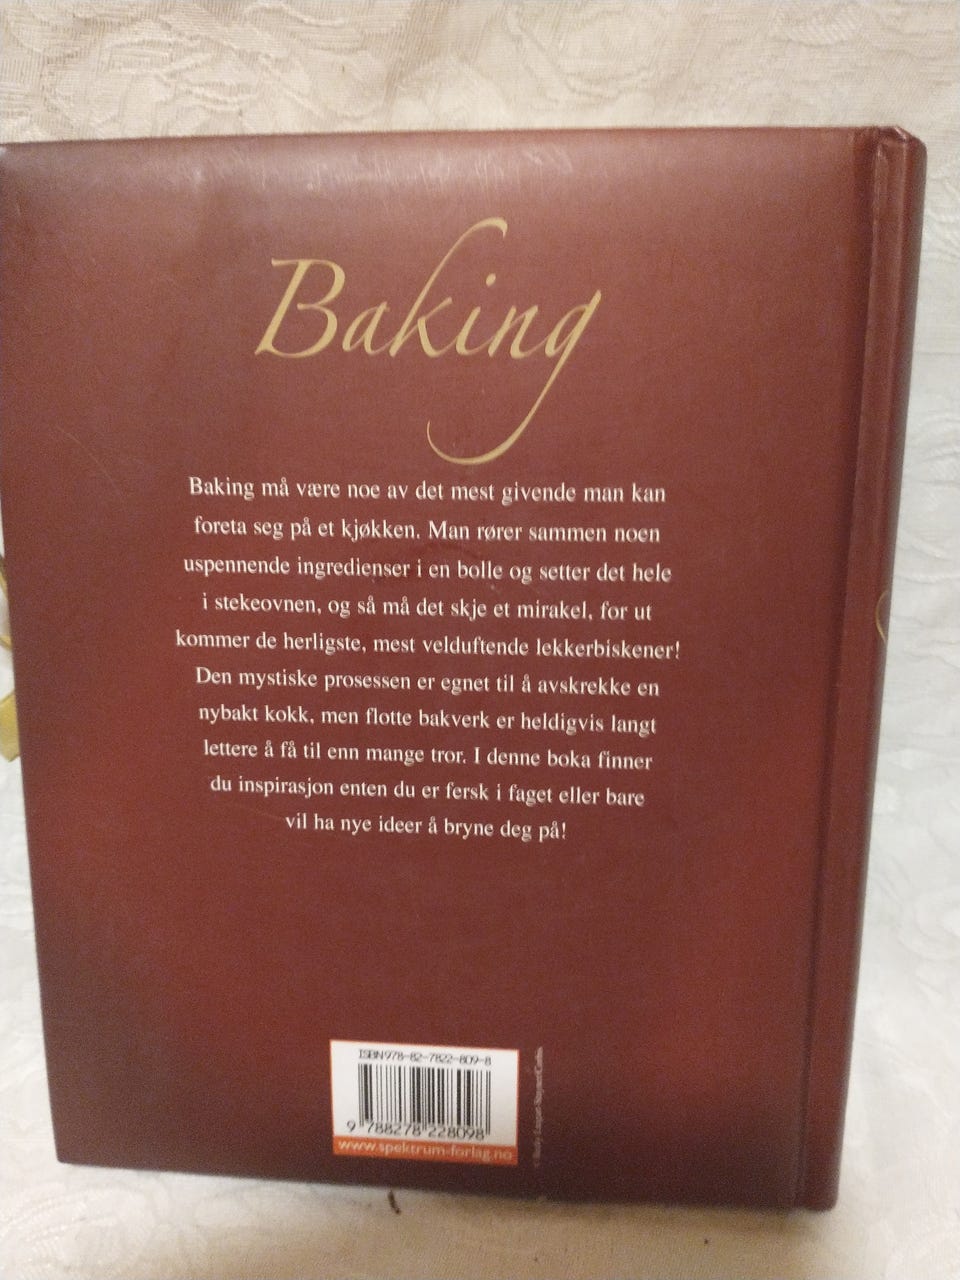 Baking
Baking må være noe av det mest givende man kan
foreta seg på et kjøkken. Man rører sammen noen
uspennende ingredienser i en bolle og setter det hele
i stekeovnen, og så må det skje et mirakel, for ut
kommer de herligste, mest velduftende lekkerbiskener!
Den mystiske prosessen er egnet til å avskrekke en
nybakt kokk, men flotte bakverk er heldigvis langt
lettere å få til enn mange tror. I denne boka finner
du inspirasjon enten du er fersk i faget eller bare
vil ha nye ideer å bryne deg på!
ISBN 978-82-7822-809-8
9 788278 228098
www.spektrum-forlag.no